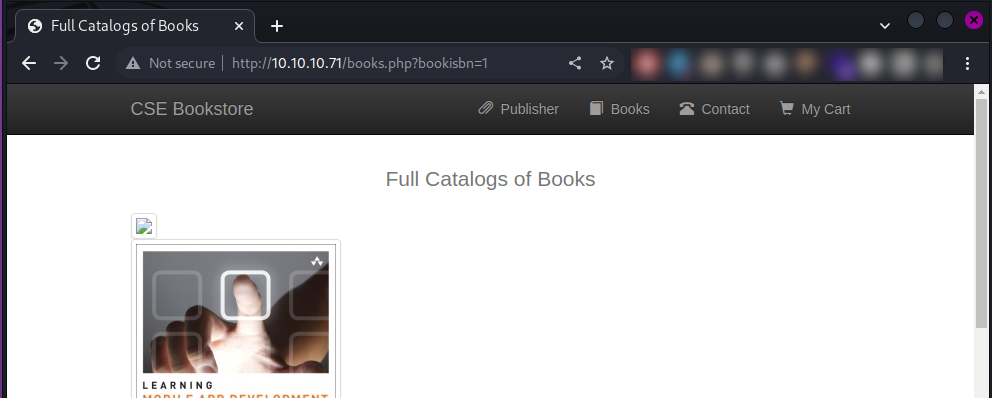 Full Catalogs of Books
Not secure | http://10.10.10.71/books.php?bookisbn=1
CSE Bookstore Publisher Books Contact My Cart
Full Catalogs of Books
LEARNING
MOBILE APP DEVELOPMENT